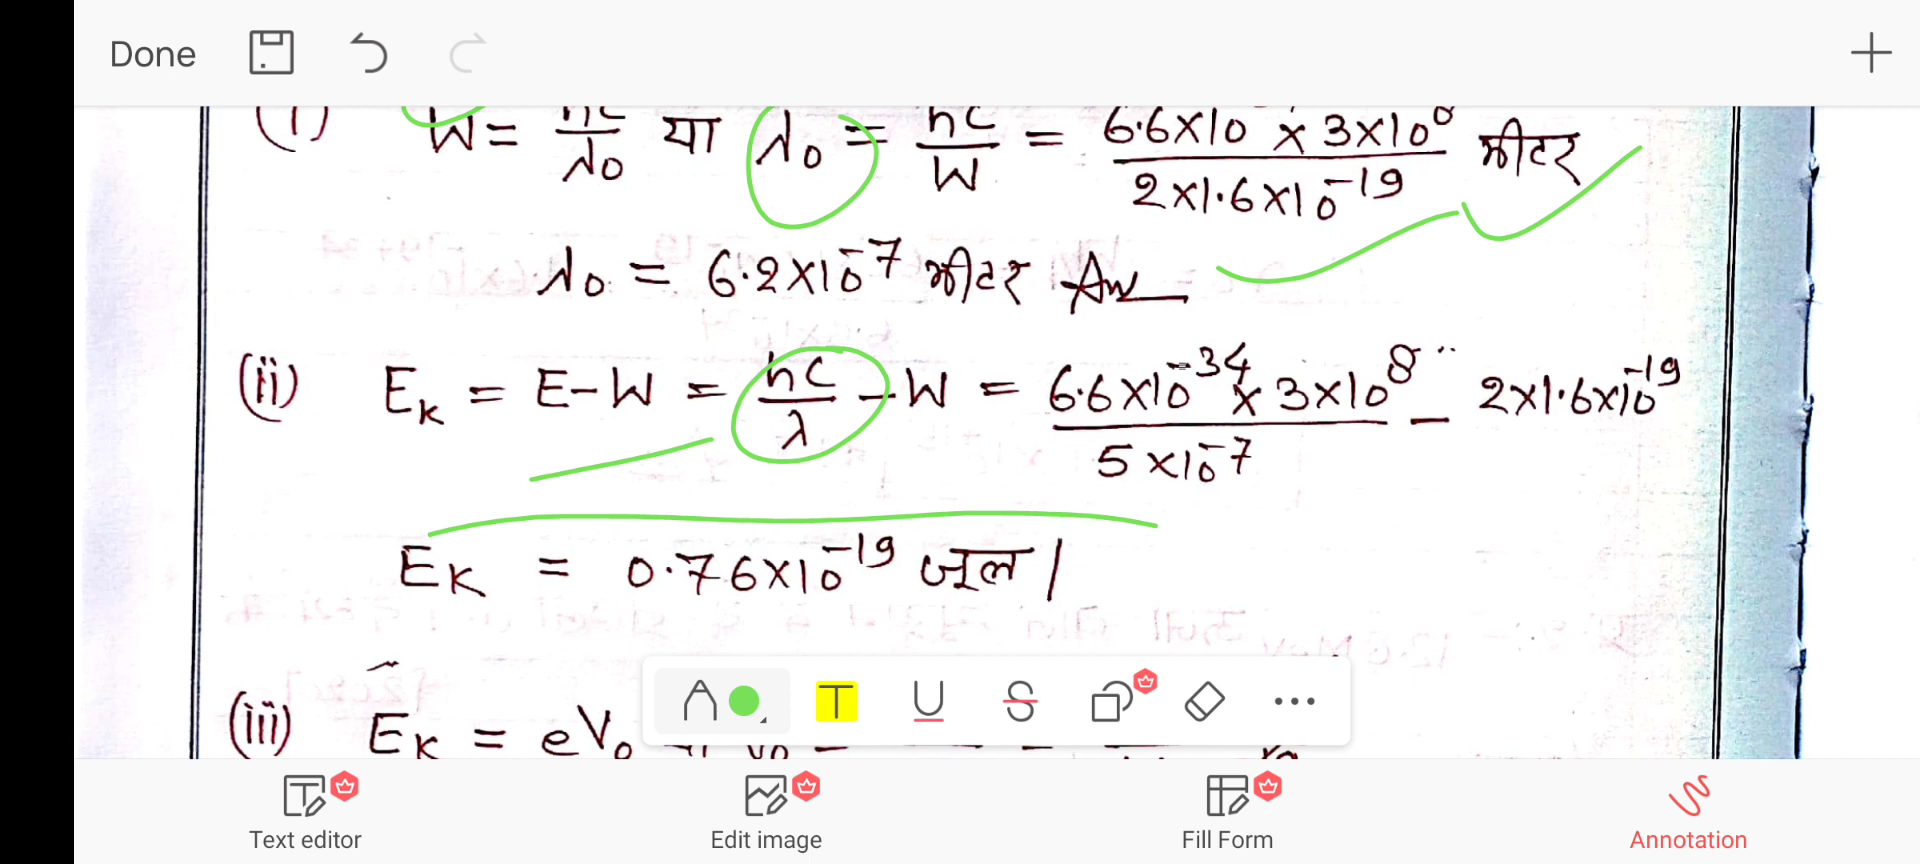 Done
(i) W = hc/λ0 या λ0 = hc/W = 6.6×10 × 3×10⁸ / 2×1.6×10⁻¹⁹ मीटर
λ0 = 6.2×10⁻⁷ मीटर Ans
(ii) EK = E-W = hc/λ - W = 6.6×10⁻³⁴ × 3×10⁸ / 5×10⁻⁷ - 2×1.6×10⁻¹⁹
EK = 0.76×10⁻¹⁹ जूल।
(iii) EK = eV0
Text editor
Edit image
Fill Form
Annotation